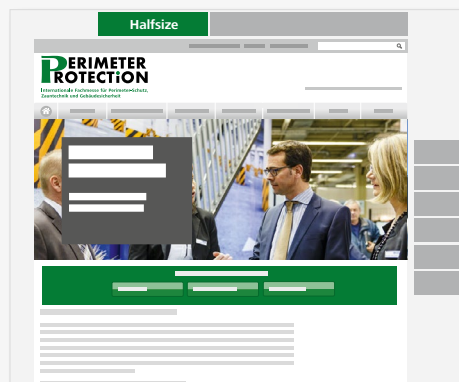 Halfsize
PERIMETER
PROTECTION
Internationale Fachmesse für Perimeter-Schutz,
Zauntechnik und Gebäudesicherheit